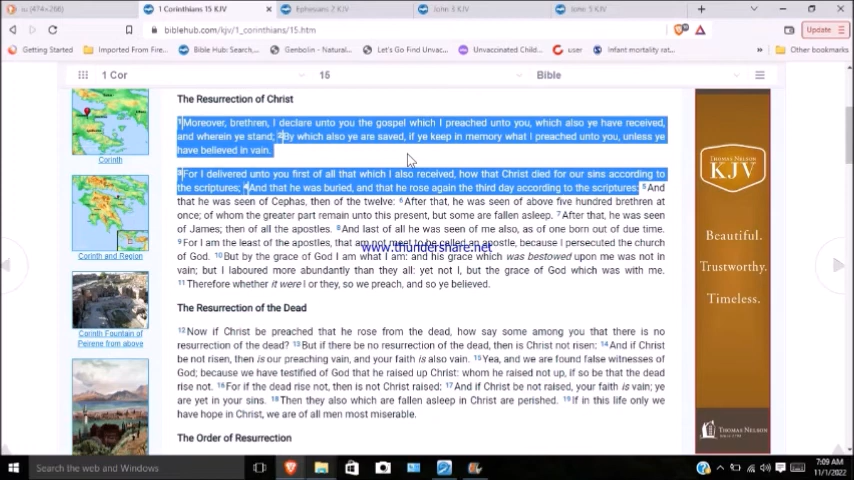 iu (474×266)
1 Corinthians 15 KJV
Ephesians 2 KJV
John 3 KJV
John 5 KJV
biblehub.com/kjv/1_corinthians/15.htm
Update
Getting Started
Imported From Fire...
Bible Hub: Search,...
Gembolin - Natural...
Let's Go Find Unvac...
Unvaccinated Child...
user
Infant mortality rat...
Other bookmarks
1 Cor
15
Bible
The Resurrection of Christ
1Moreover, brethren, I declare unto you the gospel which I preached unto you, which also ye have received,
and wherein ye stand; 2By which also ye are saved, if ye keep in memory what I preached unto you, unless ye
have believed in vain.
3For I delivered unto you first of all that which I also received, how that Christ died for our sins according to
the scriptures; 4And that he was buried, and that he rose again the third day according to the scriptures: 5And
that he was seen of Cephas, then of the twelve: 6After that, he was seen of above five hundred brethren at
once; of whom the greater part remain unto this present, but some are fallen asleep. 7After that, he was seen
of James; then of all the apostles. 8And last of all he was seen of me also, as of one born out of due time.
9For I am the least of the apostles, that am not meet to be called an apostle, because I persecuted the church
of God. 10But by the grace of God I am what I am: and his grace which was bestowed upon me was not in
vain; but I laboured more abundantly than they all: yet not I, but the grace of God which was with me.
11Therefore whether it were I or they, so we preach, and so ye believed.
www.thundershare.net
The Resurrection of the Dead
12Now if Christ be preached that he rose from the dead, how say some among you that there is no
resurrection of the dead? 13But if there be no resurrection of the dead, then is Christ not risen: 14And if Christ
be not risen, then is our preaching vain, and your faith is also vain. 15Yea, and we are found false witnesses of
God; because we have testified of God that he raised up Christ: whom he raised not up, if so be that the dead
rise not. 16For if the dead rise not, then is not Christ raised: 17And if Christ be not raised, your faith is vain; ye
are yet in your sins. 18Then they also which are fallen asleep in Christ are perished. 19If in this life only we
have hope in Christ, we are of all men most miserable.
The Order of Resurrection
Corinth
Corinth and Region
Corinth Fountain of
Peirene from above
THOMAS NELSON
KJV
Beautiful.
Trustworthy.
Timeless.
THOMAS NELSON
Search the web and Windows
7:09 AM
11/1/2022